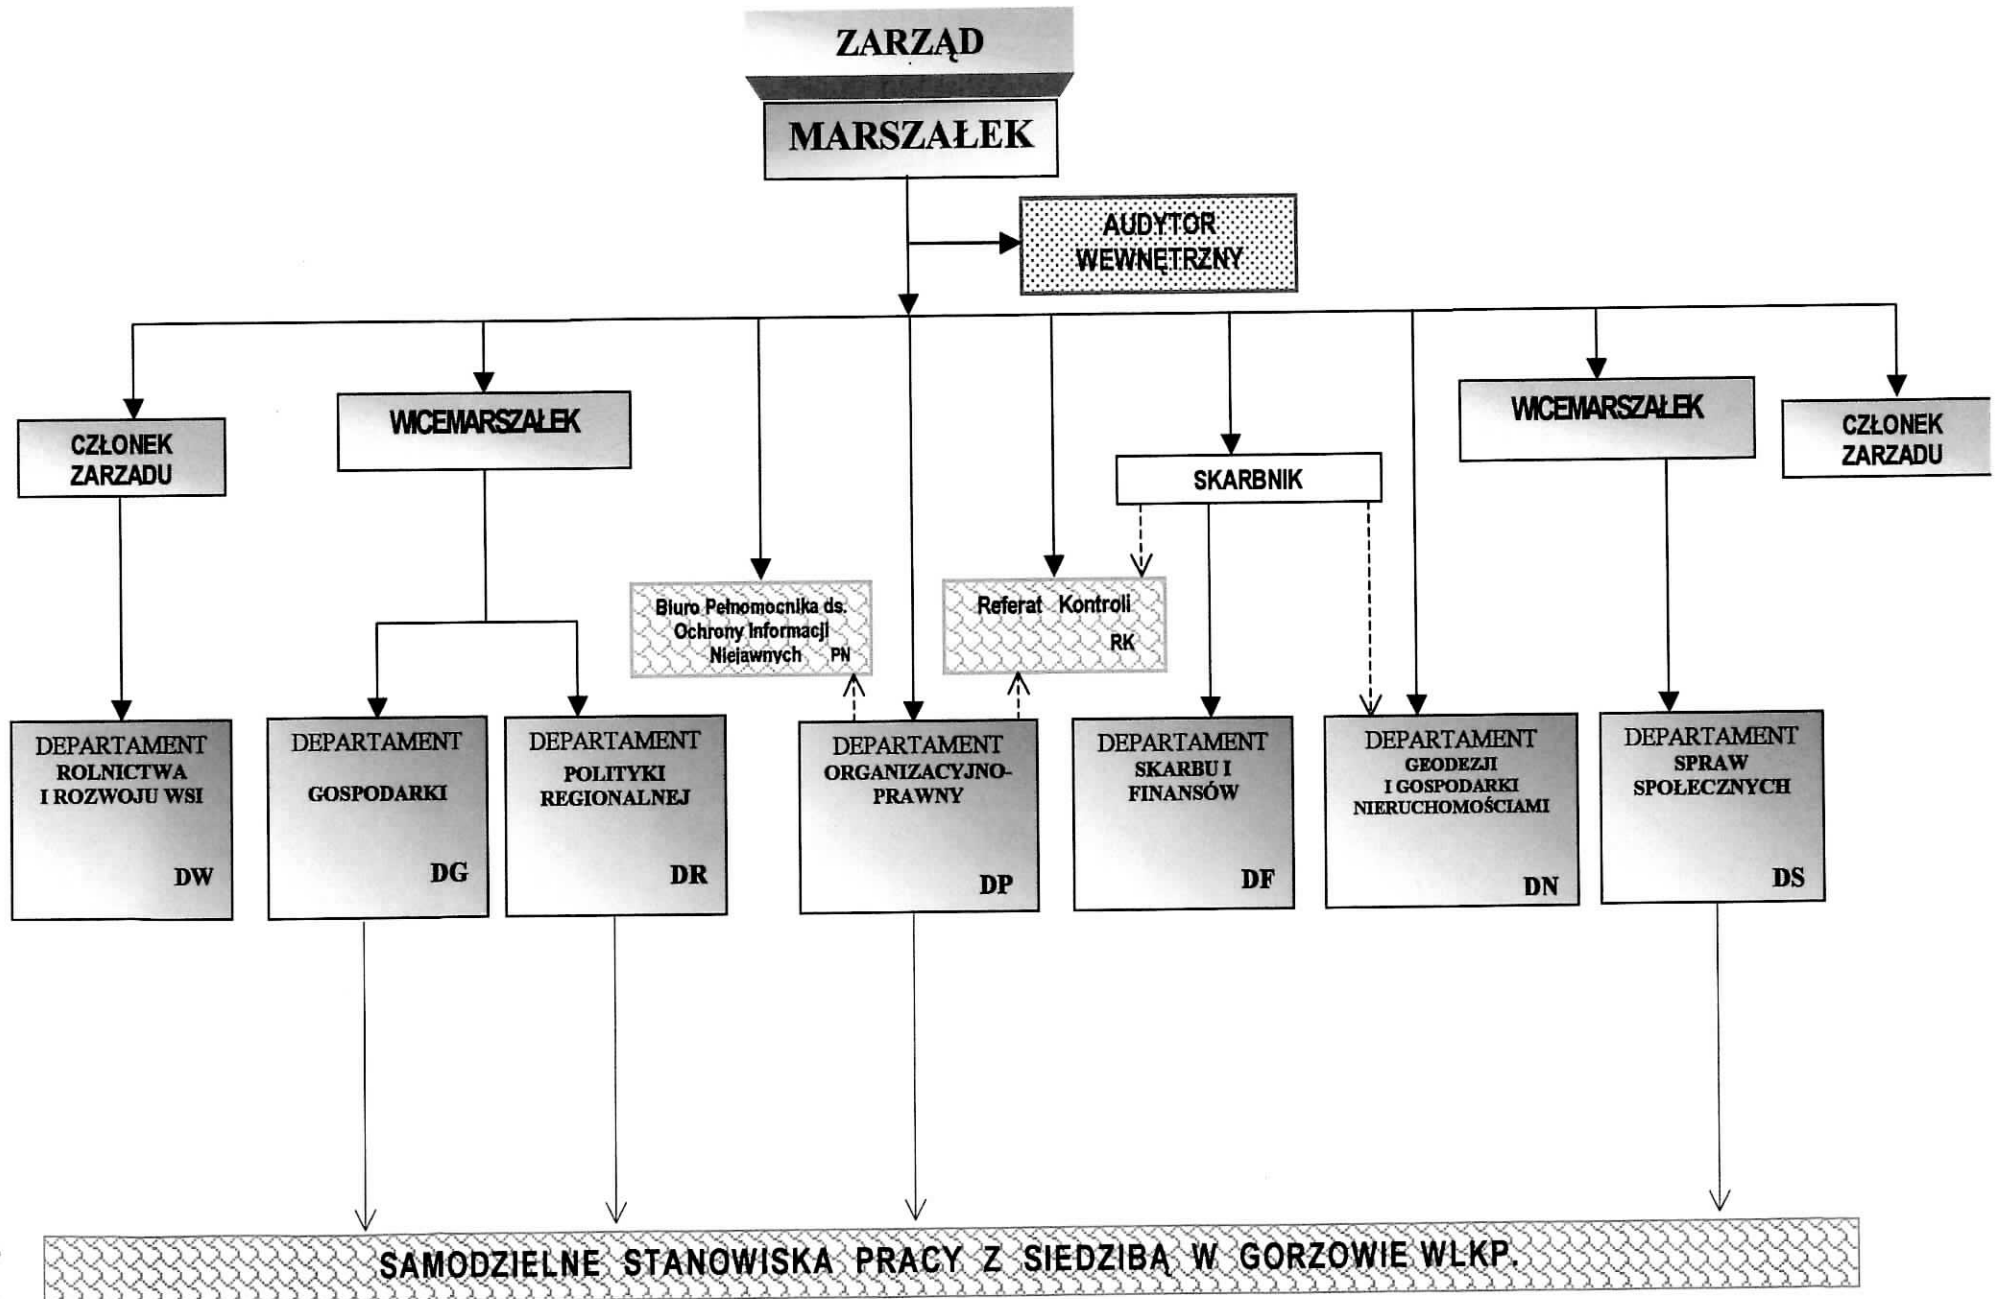 ZARZĄD
MARSZAŁEK
AUDYTOR
WEWNĘTRZNY
CZŁONEK
ZARZADU
WICEMARSZAŁEK
SKARBNIK
WICEMARSZAŁEK
CZŁONEK
ZARZADU
Biuro Pełnomocnika ds.
Ochrony Informacji
Niejawnych PN
Referat Kontroli
RK
DEPARTAMENT
ROLNICTWA
I ROZWOJU WSI
DW
DEPARTAMENT
GOSPODARKI
DG
DEPARTAMENT
POLITYKI
REGIONALNEJ
DR
DEPARTAMENT
ORGANIZACYJNO-
PRAWNY
DP
DEPARTAMENT
SKARBU I
FINANSÓW
DF
DEPARTAMENT
GEODEZJI
I GOSPODARKI
NIERUCHOMOŚCIAMI
DN
DEPARTAMENT
SPRAW
SPOŁECZNYCH
DS
SAMODZIELNE STANOWISKA PRACY Z SIEDZIBĄ W GORZOWIE WLKP.